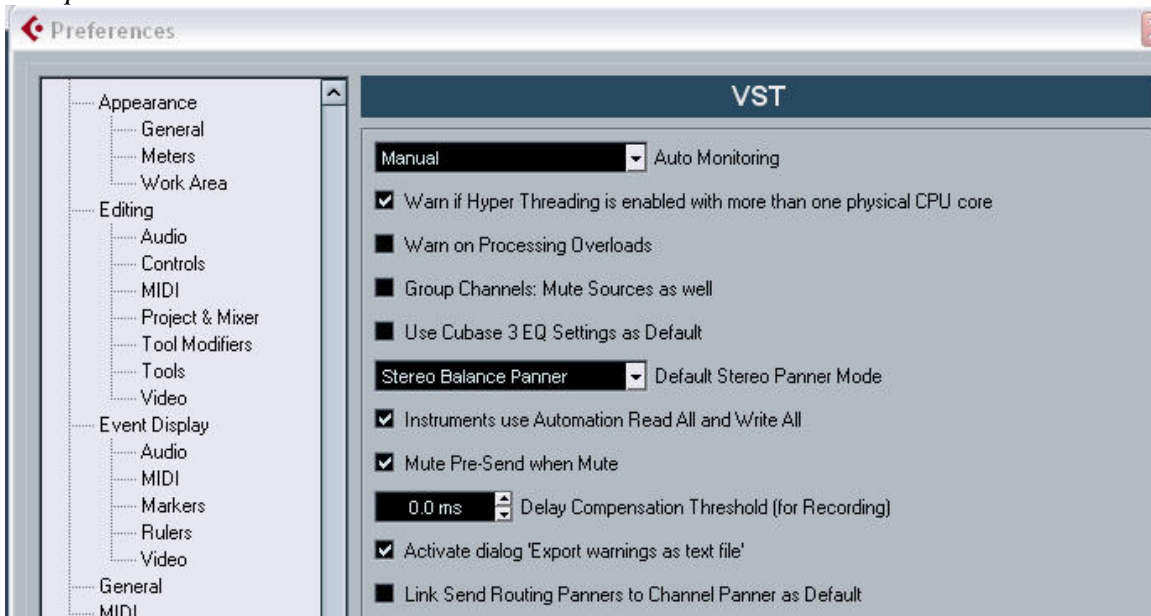 Preferences
Appearance
General
Meters
Work Area
Editing
Audio
Controls
MIDI
Project & Mixer
Tool Modifiers
Tools
Video
Event Display
Audio
MIDI
Markers
Rulers
Video
General
MIDI
VST
Manual Auto Monitoring
Warn if Hyper Threading is enabled with more than one physical CPU core
Warn on Processing Overloads
Group Channels: Mute Sources as well
Use Cubase 3 EQ Settings as Default
Stereo Balance Panner Default Stereo Panner Mode
Instruments use Automation Read All and Write All
Mute Pre-Send when Mute
0.0 ms Delay Compensation Threshold (for Recording)
Activate dialog 'Export warnings as text file'
Link Send Routing Panners to Channel Panner as Default